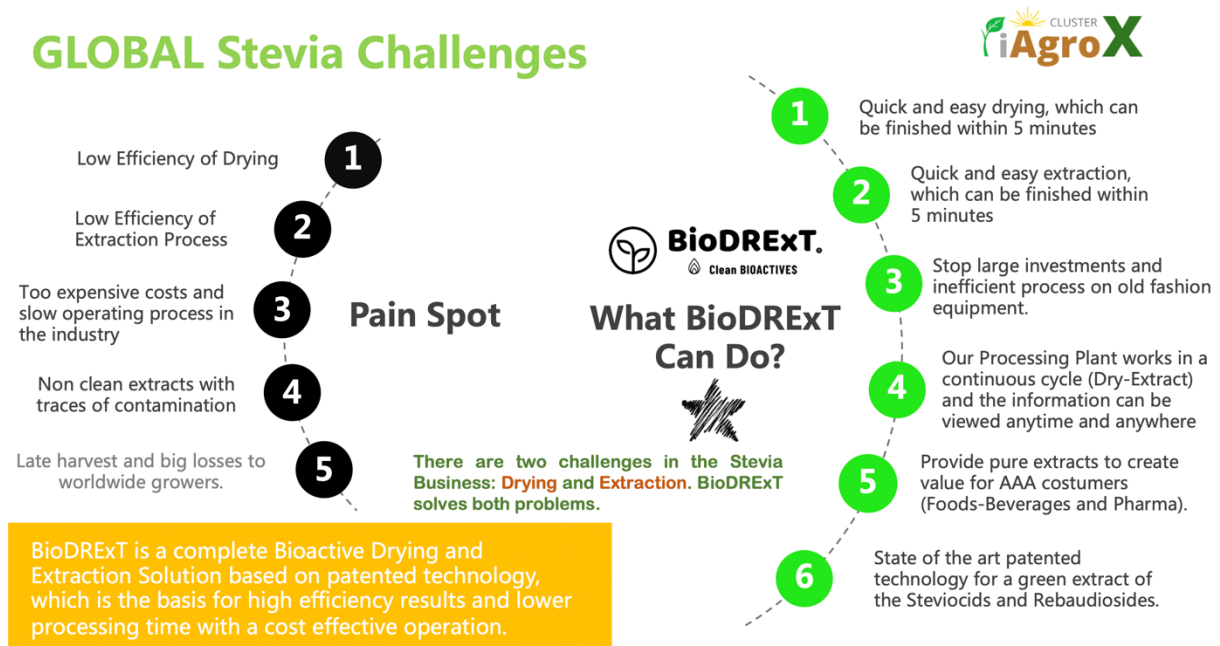 GLOBAL Stevia Challenges
CLUSTER
iAgroX
1
Low Efficiency of Drying
2
Low Efficiency of
Extraction Process
3
Too expensive costs and
slow operating process in
the industry
4
Non clean extracts with
traces of contamination
5
Late harvest and big losses to
worldwide growers.
Pain Spot
BioDRExT.
Clean BIOACTIVES
What BioDRExT
Can Do?
There are two challenges in the Stevia
Business: Drying and Extraction. BioDRExT
solves both problems.
1
Quick and easy drying, which can
be finished within 5 minutes
2
Quick and easy extraction,
which can be finished within
5 minutes
3
Stop large investments and
inefficient process on old fashion
equipment.
4
Our Processing Plant works in a
continuous cycle (Dry-Extract)
and the information can be
viewed anytime and anywhere
5
Provide pure extracts to create
value for AAA costumers
(Foods-Beverages and Pharma).
6
State of the art patented
technology for a green extract of
the Steviocids and Rebaudiosides.
BioDRExT is a complete Bioactive Drying and
Extraction Solution based on patented technology,
which is the basis for high efficiency results and lower
processing time with a cost effective operation.